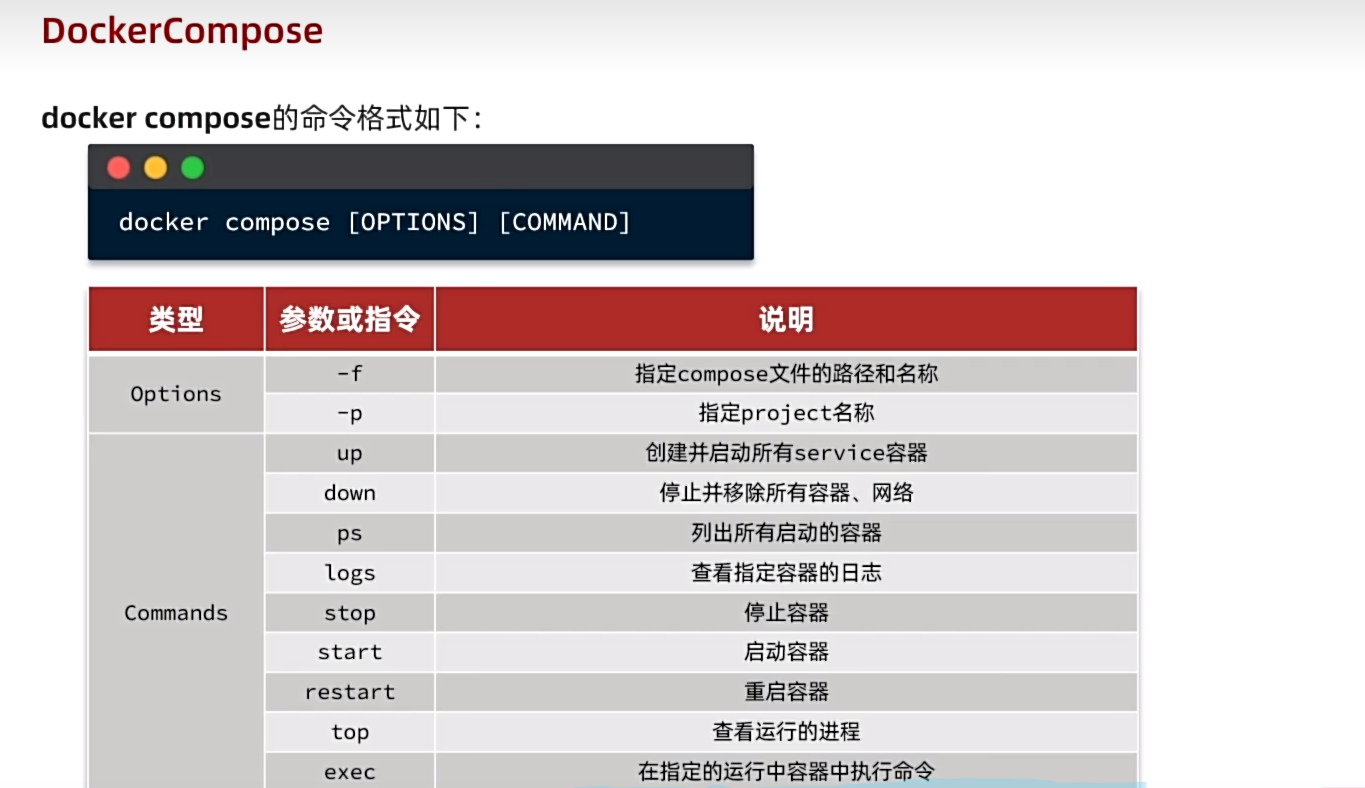 DockerCompose
docker compose的命令格式如下：
docker compose [OPTIONS] [COMMAND]
类型 参数或指令 说明
Options -f 指定compose文件的路径和名称
-p 指定project名称
Commands up 创建并启动所有service容器
down 停止并移除所有容器、网络
ps 列出所有启动的容器
logs 查看指定容器的日志
stop 停止容器
start 启动容器
restart 重启容器
top 查看运行的进程
exec 在指定的运行中容器中执行命令